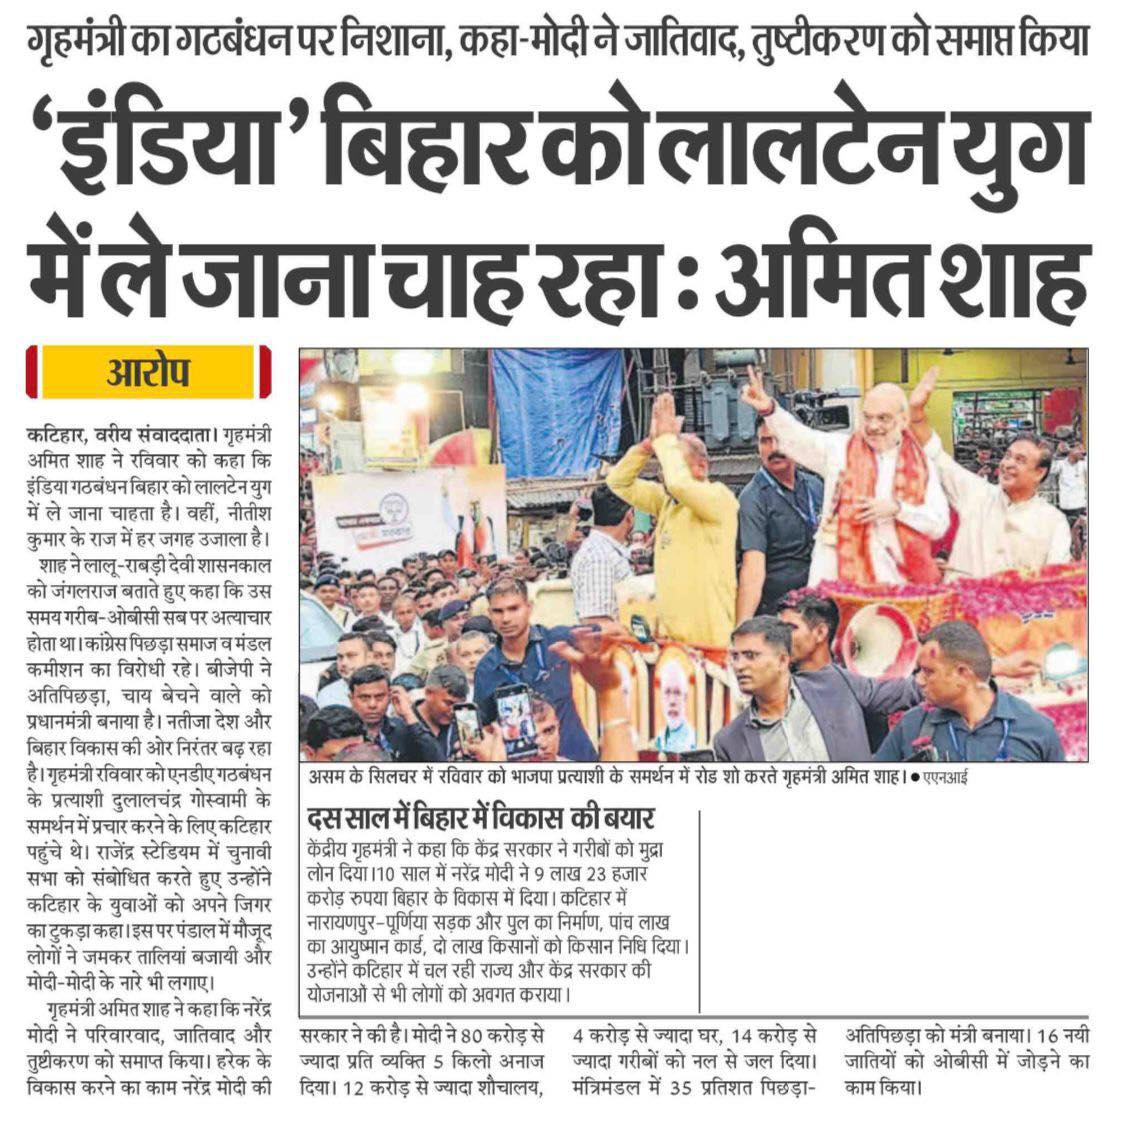 गृहमंत्री का गठबंधन पर निशाना, कहा-मोदी ने जातिवाद, तुष्टीकरण को समाप्त किया
‘इंडिया’ बिहार को लालटेन युग
में ले जाना चाह रहा : अमित शाह
आरोप
कटिहार, वरीय संवाददाता। गृहमंत्री
अमित शाह ने रविवार को कहा कि
इंडिया गठबंधन बिहार को लालटेन युग
में ले जाना चाहता है। वहीं, नीतीश
कुमार के राज में हर जगह उजाला है।
शाह ने लालू-राबड़ी देवी शासनकाल
को जंगलराज बताते हुए कहा कि उस
समय गरीब-ओबीसी सब पर अत्याचार
होता था। कांग्रेस पिछड़ा समाज व मंडल
कमीशन का विरोधी रहे। बीजेपी ने
अतिपिछड़ा, चाय बेचने वाले को
प्रधानमंत्री बनाया है। नतीजा देश और
बिहार विकास की ओर निरंतर बढ़ रहा
है। गृहमंत्री रविवार को एनडीए गठबंधन
के प्रत्याशी दुलालचंद्र गोस्वामी के
समर्थन में प्रचार करने के लिए कटिहार
पहुंचे थे। राजेंद्र स्टेडियम में चुनावी
सभा को संबोधित करते हुए उन्होंने
कटिहार के युवाओं को अपने जिगर
का टुकड़ा कहा। इस पर पंडाल में मौजूद
लोगों ने जमकर तालियां बजायी और
मोदी-मोदी के नारे भी लगाए।
गृहमंत्री अमित शाह ने कहा कि नरेंद्र
मोदी ने परिवारवाद, जातिवाद और
तुष्टीकरण को समाप्त किया। हरेक के
विकास करने का काम नरेंद्र मोदी की
असम के सिलचर में रविवार को भाजपा प्रत्याशी के समर्थन में रोड शो करते गृहमंत्री अमित शाह। ● एएनआई
दस साल में बिहार में विकास की बयार
केंद्रीय गृहमंत्री ने कहा कि केंद्र सरकार ने गरीबों को मुद्रा
लोन दिया।10 साल में नरेंद्र मोदी ने 9 लाख 23 हजार
करोड़ रुपया बिहार के विकास में दिया। कटिहार में
नारायणपुर-पूर्णिया सड़क और पुल का निर्माण, पांच लाख
का आयुष्मान कार्ड, दो लाख किसानों को किसान निधि दिया।
उन्होंने कटिहार में चल रही राज्य और केंद्र सरकार की
योजनाओं से भी लोगों को अवगत कराया।
सरकार ने की है। मोदी ने 80 करोड़ से
ज्यादा प्रति व्यक्ति 5 किलो अनाज
दिया। 12 करोड़ से ज्यादा शौचालय,
4 करोड़ से ज्यादा घर, 14 करोड़ से
ज्यादा गरीबों को नल से जल दिया।
मंत्रिमंडल में 35 प्रतिशत पिछड़ा-
अतिपिछड़ा को मंत्री बनाया। 16 नयी
जातियों को ओबीसी में जोड़ने का
काम किया।